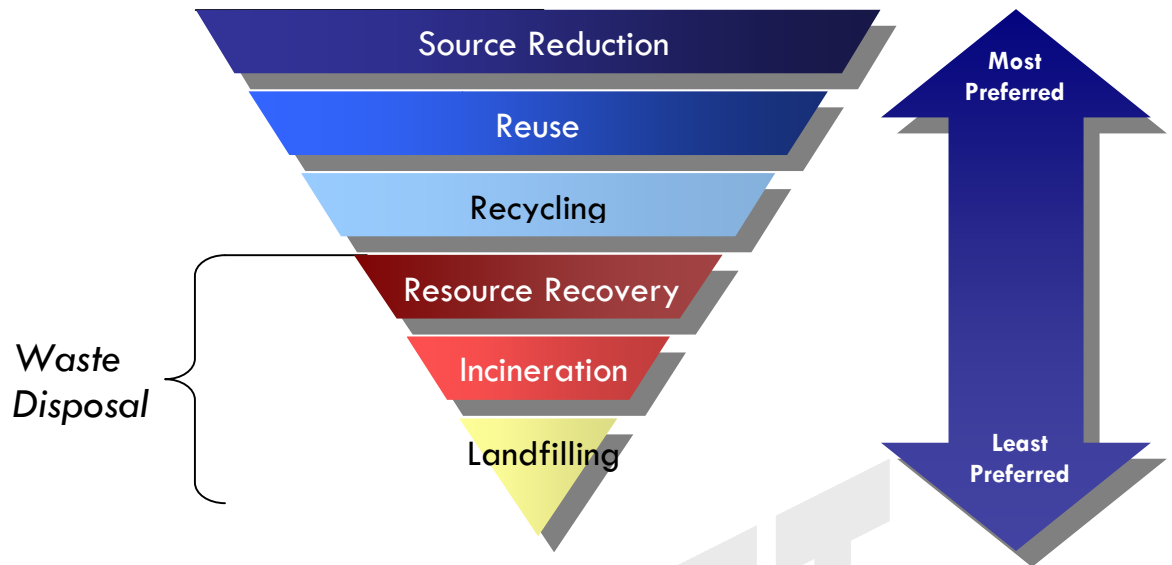 Source Reduction
Most
Preferred
Reuse
Recycling
Resource Recovery
Waste
Disposal
Incineration
Landfilling
Least
Preferred